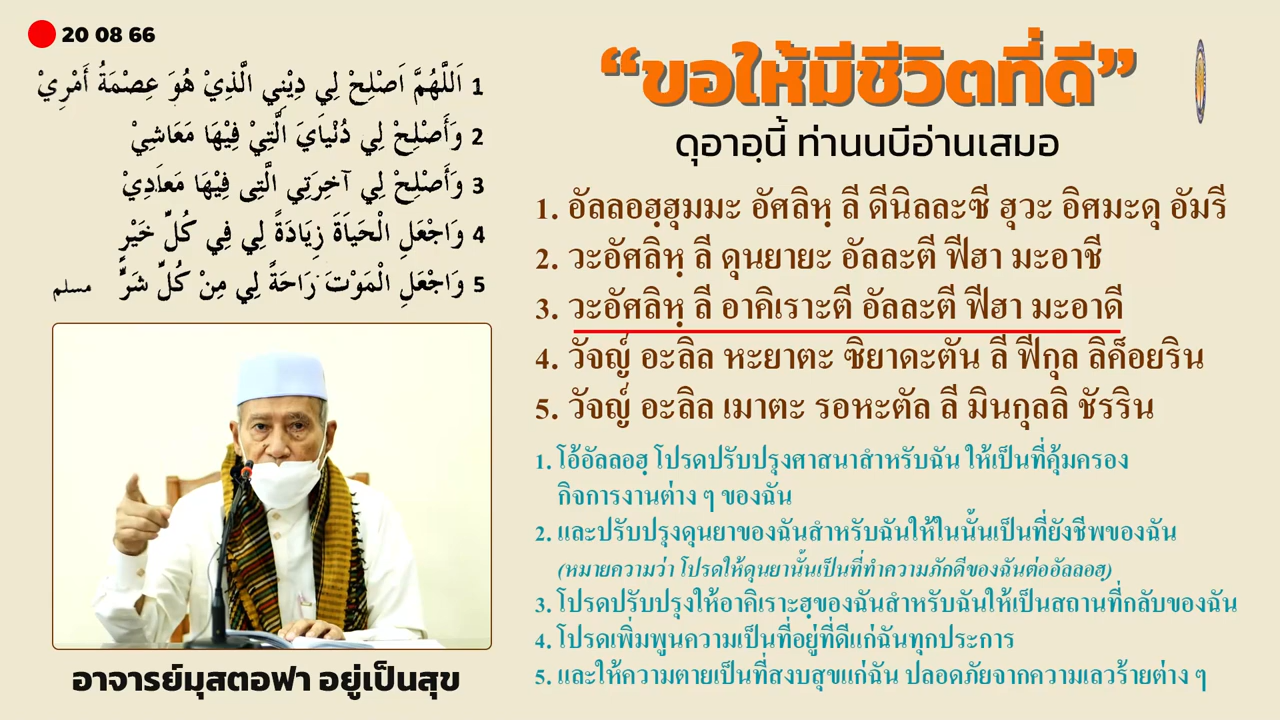 20 08 66
1 اَللَّهُمَّ اَصْلِحْ لِي دِيْنِي الَّذِيْ هُوَ عِصْمَةُ أَمْرِيْ
2 وَأَصْلِحْ لِي دُنْيَايَ الَّتِيْ فِيْهَا مَعَاشِيْ
3 وَأَصْلِحْ لِي آخِرَتِي الَّتِى فِيْهَا مَعَادِيْ
4 وَاجْعَلِ الْحَيَاةَ زِيَادَةً لِي فِي كُلِّ خَيْرٍ
5 وَاجْعَلِ الْمَوْتَ رَاحَةً لِي مِنْ كُلِّ شَرٍّ مسلم
อาจารย์มุสตอฟา อยู่เป็นสุข
“ขอให้มีชีวิตที่ดี”
ดุอาอฺนี้ ท่านนบีอ่านเสมอ
1. อัลลอฮฺฮุมมะ อัศลิหฺ ลี ดีนิลละซี ฮุวะ อิศมะดุ อัมรี
2. วะอัศลิหฺ ลี ดุนยายะ อัลละตี ฟีฮา มะอาชี
3. วะอัศลิหฺ ลี อาคิเราะตี อัลละตี ฟีฮา มะอาดี
4. วัจญ์ อะลิล หะยาตะ ซิยาดะตัน ลี ฟีกุล ลิค็อยริน
5. วัจญ์ อะลิล เมาตะ รอหะตัล ลี มินกุลลิ ชัรริน
1. โอ้อัลลอฮฺ โปรดปรับปรุงศาสนาสำหรับฉัน ให้เป็นที่คุ้มครอง
กิจการงานต่าง ๆ ของฉัน
2. และปรับปรุงดุนยาของฉันสำหรับฉันให้ในนั้นเป็นที่ยังชีพของฉัน
(หมายความว่า โปรดให้ดุนยานั้นเป็นที่ทำความภักดีของฉันต่ออัลลอฮฺ)
3. โปรดปรับปรุงให้อาคิเราะฮฺของฉันสำหรับฉันให้เป็นสถานที่กลับของฉัน
4. โปรดเพิ่มพูนความเป็นที่อยู่ที่ดีแก่ฉันทุกประการ
5. และให้ความตายเป็นที่สงบสุขแก่ฉัน ปลอดภัยจากความเลวร้ายต่าง ๆ